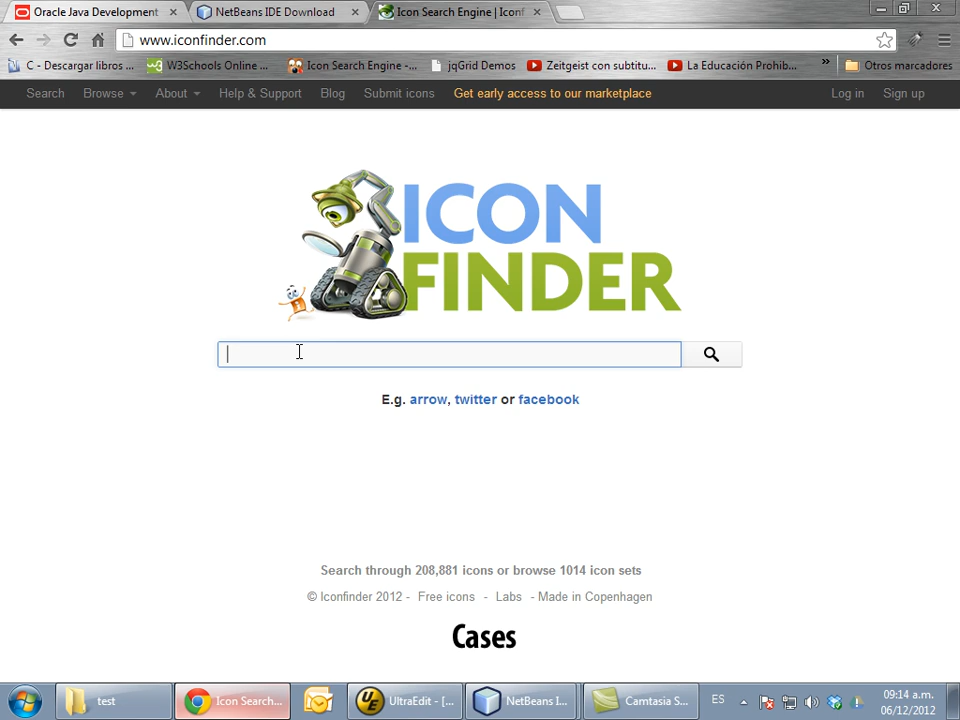 Oracle Java Development
NetBeans IDE Download
Icon Search Engine | Iconf
www.iconfinder.com
C - Descargar libros ...
W3Schools Online ...
Icon Search Engine -...
jqGrid Demos
Zeitgeist con subtitu...
La Educación Prohib...
»
Otros marcadores
Search
Browse
About
Help & Support
Blog
Submit icons
Get early access to our marketplace
Log in
Sign up
ICON
FINDER
E.g. arrow, twitter or facebook
Search through 208,881 icons or browse 1014 icon sets
© Iconfinder 2012 - Free icons - Labs - Made in Copenhagen
Cases
test
Icon Search...
UE
UltraEdit - [...
NetBeans I...
Camtasia S...
ES
09:14 a.m.
06/12/2012